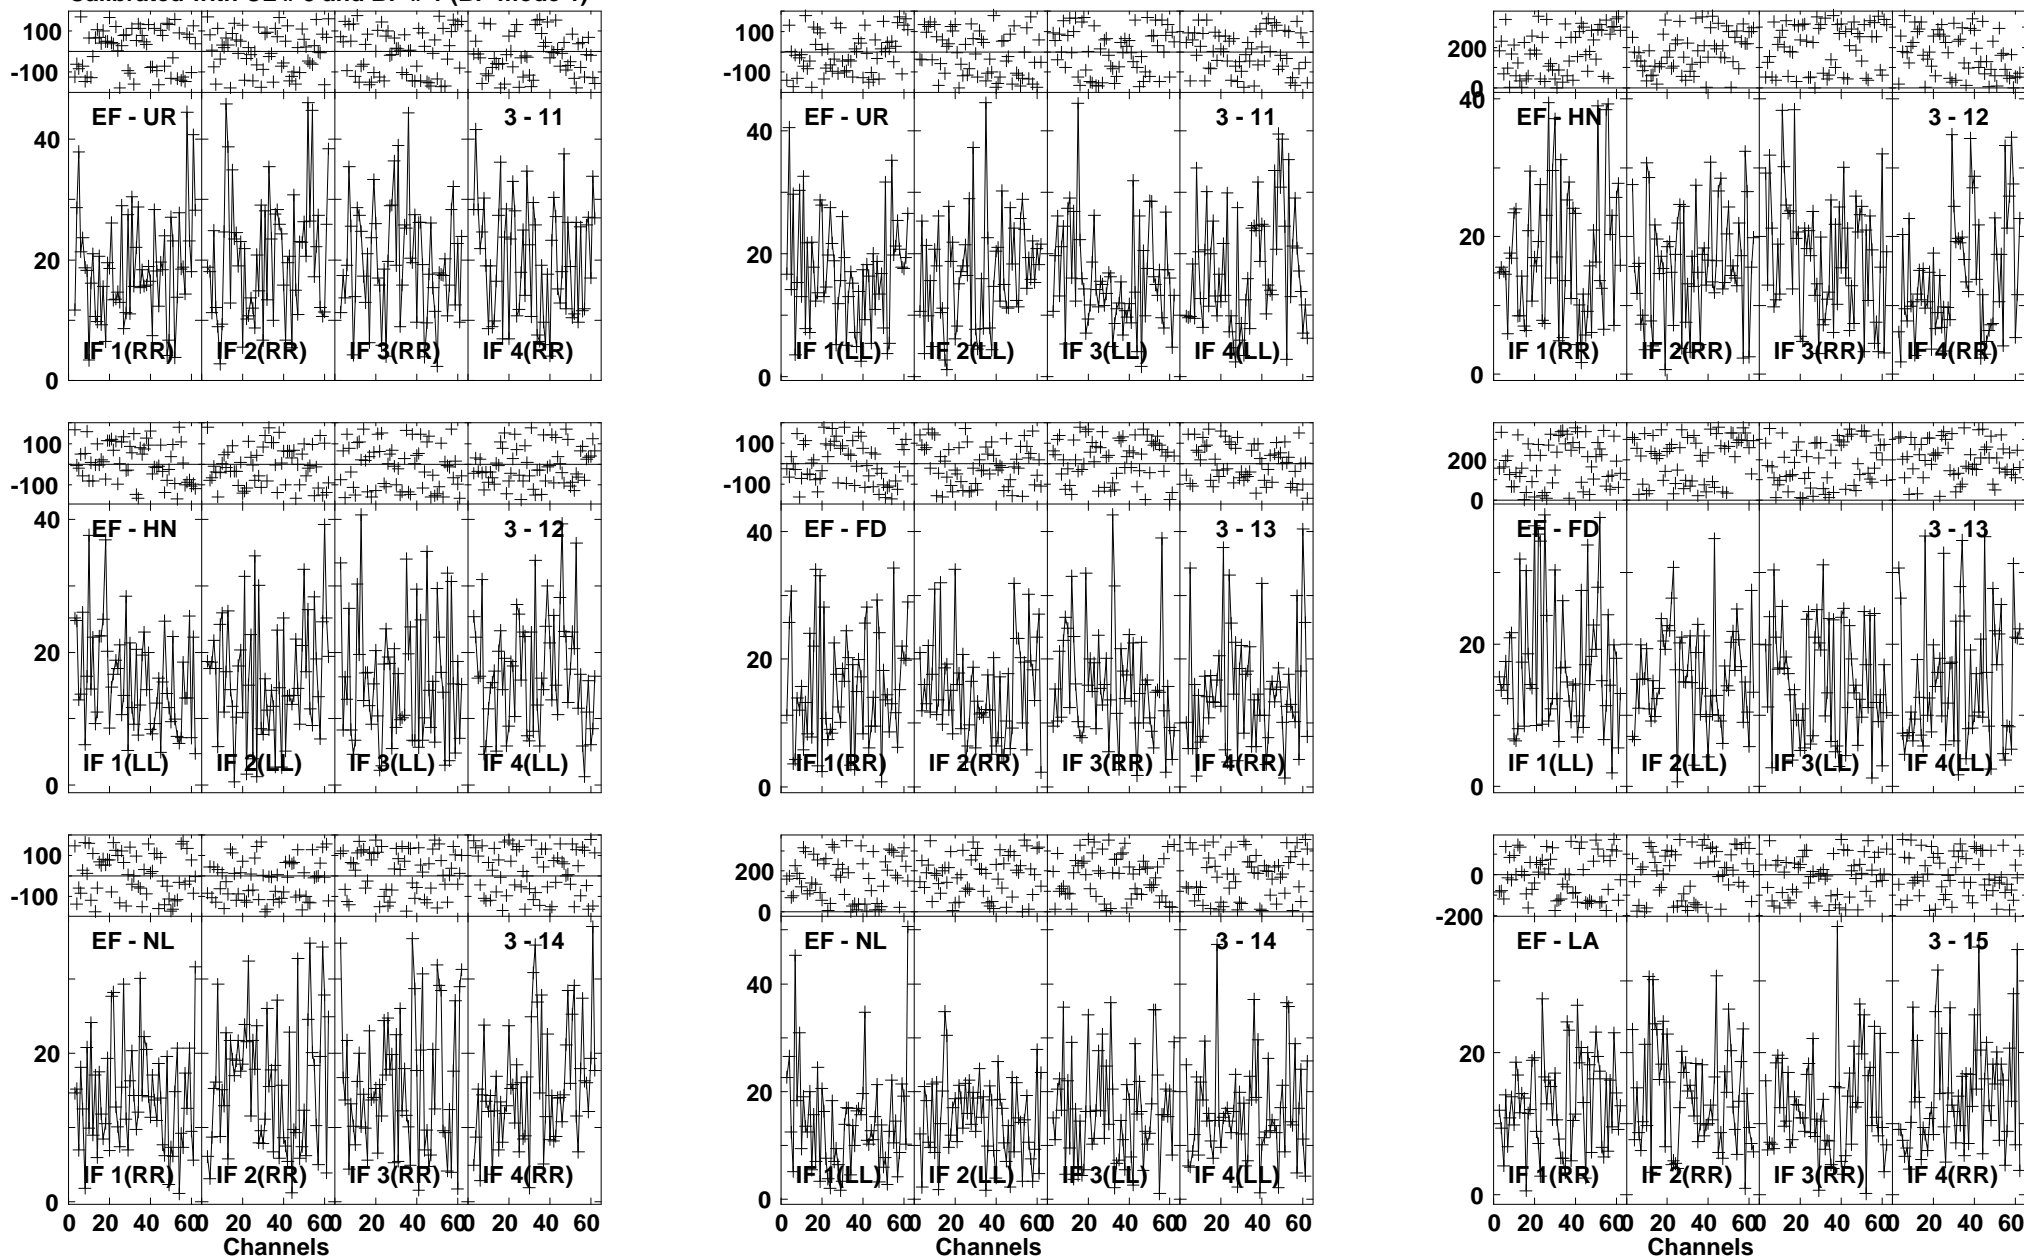 100
-100
EF - UR 3 - 11
40
20
0
IF 1(RR) IF 2(RR) IF 3(RR) IF 4(RR)
100
-100
EF - UR 3 - 11
40
20
0
IF 1(LL) IF 2(LL) IF 3(LL) IF 4(LL)
200
0
EF - HN 3 - 12
40
20
0
IF 1(RR) IF 2(RR) IF 3(RR) IF 4(RR)
100
-100
EF - HN 3 - 12
40
20
0
IF 1(LL) IF 2(LL) IF 3(LL) IF 4(LL)
100
-100
EF - FD 3 - 13
40
20
0
IF 1(RR) IF 2(RR) IF 3(RR) IF 4(RR)
200
0
EF - FD 3 - 13
20
0
IF 1(LL) IF 2(LL) IF 3(LL) IF 4(LL)
100
-100
EF - NL 3 - 14
20
0
IF 1(RR) IF 2(RR) IF 3(RR) IF 4(RR)
0 20 40 60 0 20 40 60 0 20 40 60 0 20 40 60
Channels
200
0
EF - NL 3 - 14
40
20
0
IF 1(LL) IF 2(LL) IF 3(LL) IF 4(LL)
0 20 40 60 0 20 40 60 0 20 40 60 0 20 40 60
Channels
0
-200
EF - LA 3 - 15
20
0
IF 1(RR) IF 2(RR) IF 3(RR) IF 4(RR)
0 20 40 60 0 20 40 60 0 20 40 60 0 20 40 60
Channels